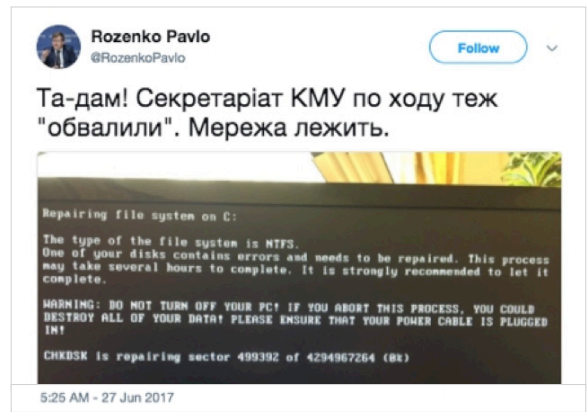 Rozenko Pavlo
@RozenkoPavlo
Follow
Та-дам! Секретаріат КМУ по ходу теж
"обвалили". Мережа лежить.
Repairing file system on C:
The type of the file system is NTFS.
One of your disks contains errors and needs to be repaired. This process
may take several hours to complete. It is strongly recommended to let it
complete.
WARNING: DO NOT TURN OFF YOUR PC! IF YOU ABORT THIS PROCESS, YOU COULD
DESTROY ALL OF YOUR DATA! PLEASE ENSURE THAT YOUR POWER CABLE IS PLUGGED
IN!
CHKDSK is repairing sector 499392 of 4294967264 (0%)
5:25 AM - 27 Jun 2017